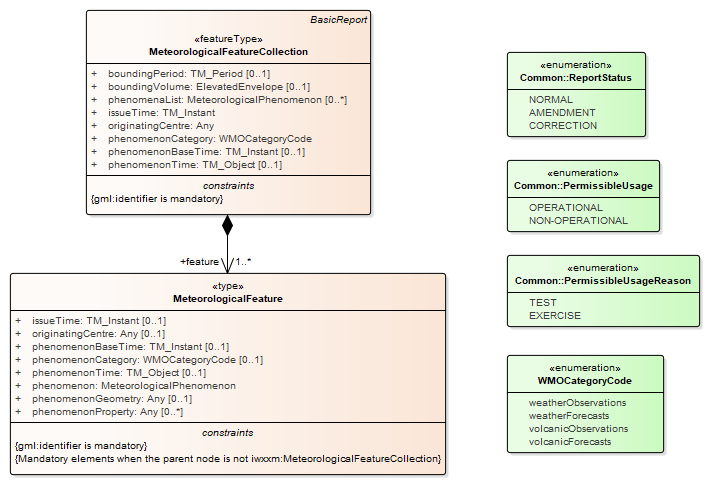 BasicReport
«featureType»
MeteorologicalFeatureCollection
+ boundingPeriod: TM_Period [0..1]
+ boundingVolume: ElevatedEnvelope [0..1]
+ phenomenaList: MeteorologicalPhenomenon [0..*]
+ issueTime: TM_Instant
+ originatingCentre: Any
+ phenomenonCategory: WMOCategoryCode
+ phenomenonBaseTime: TM_Instant [0..1]
+ phenomenonTime: TM_Object [0..1]
constraints
{gml:identifier is mandatory}
+feature
1..*
«type»
MeteorologicalFeature
+ issueTime: TM_Instant [0..1]
+ originatingCentre: Any [0..1]
+ phenomenonBaseTime: TM_Instant [0..1]
+ phenomenonCategory: WMOCategoryCode [0..1]
+ phenomenonTime: TM_Object [0..1]
+ phenomenon: MeteorologicalPhenomenon
+ phenomenonGeometry: Any [0..1]
+ phenomenonProperty: Any [0..*]
constraints
{gml:identifier is mandatory}
{Mandatory elements when the parent node is not iwxxm:MeteorologicalFeatureCollection}
«enumeration»
Common::ReportStatus
NORMAL
AMENDMENT
CORRECTION
«enumeration»
Common::PermissibleUsage
OPERATIONAL
NON-OPERATIONAL
«enumeration»
Common::PermissibleUsageReason
TEST
EXERCISE
«enumeration»
WMOCategoryCode
weatherObservations
weatherForecasts
volcanicObservations
volcanicForecasts